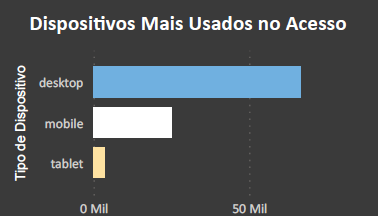 Dispositivos Mais Usados no Acesso
Tipo de Dispositivo
desktop
mobile
tablet
0 Mil
50 Mil